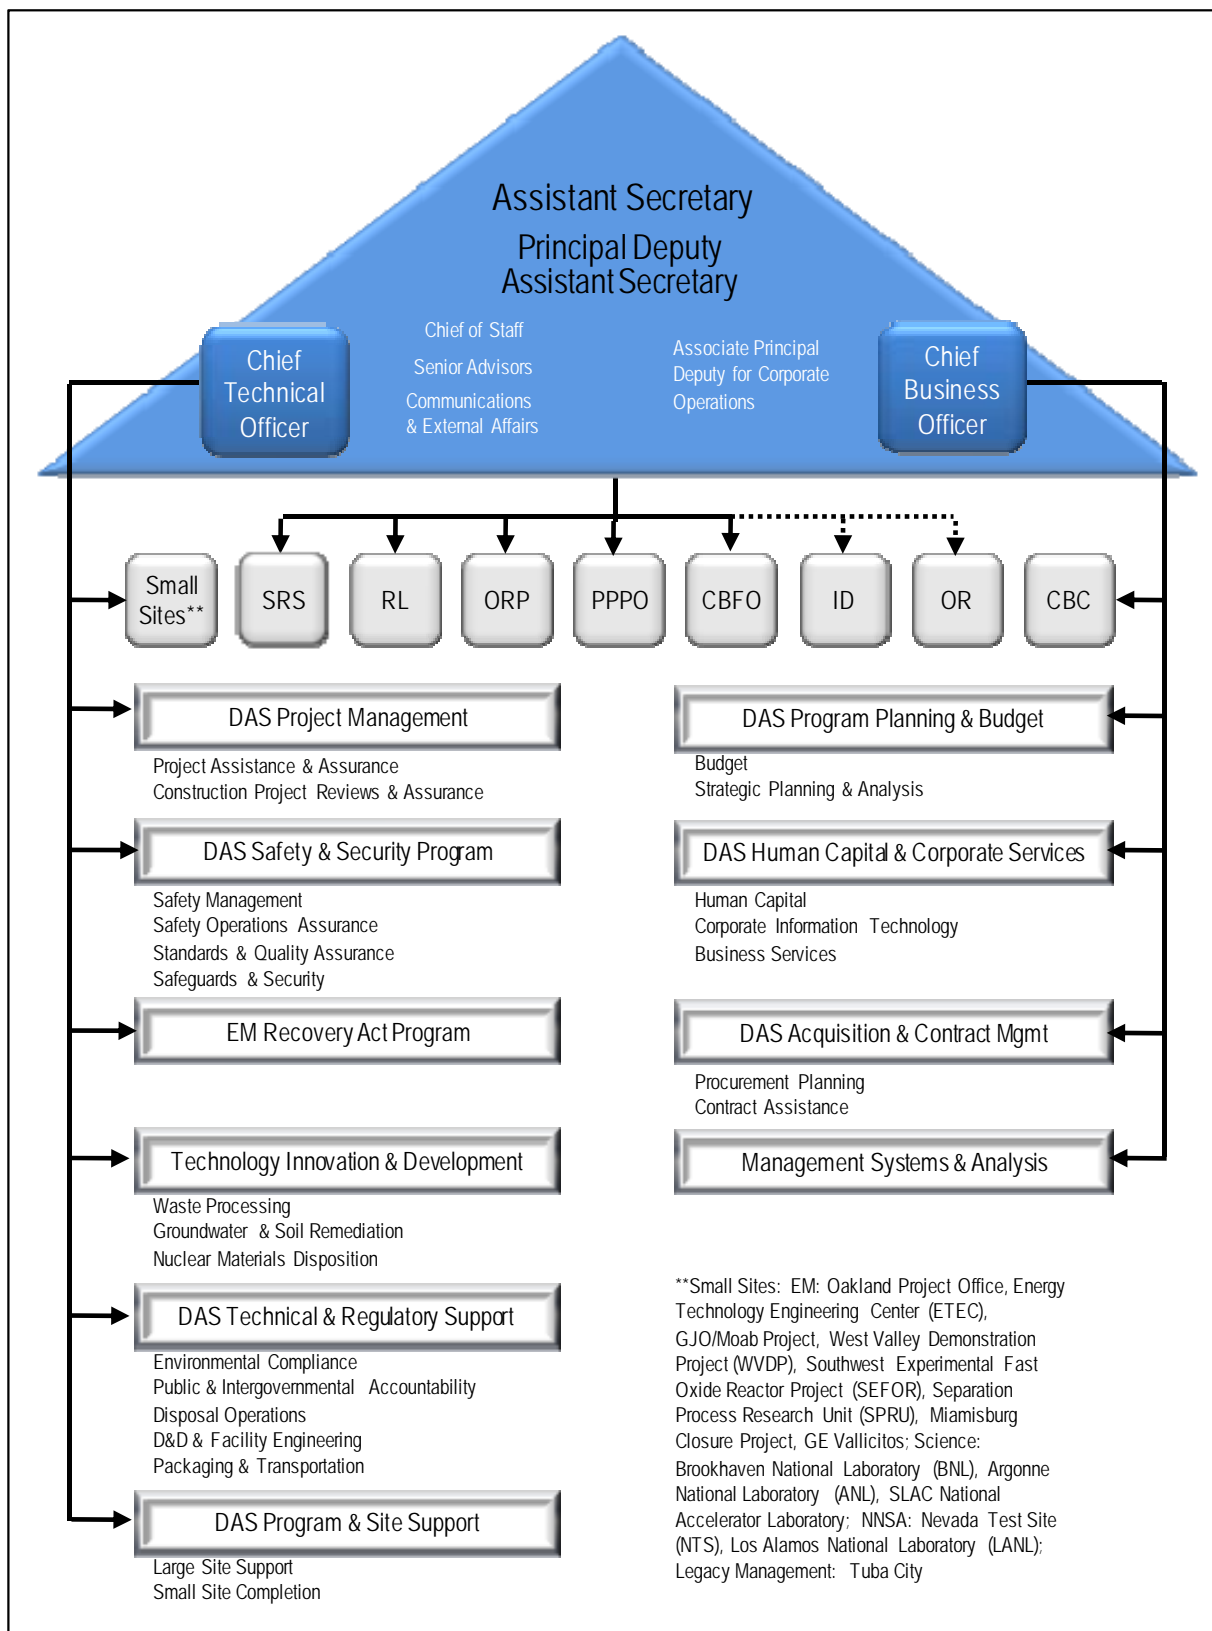 Assistant Secretary
Principal Deputy
Assistant Secretary
Chief
Technical
Officer
Chief of Staff
Senior Advisors
Communications
& External Affairs
Associate Principal
Deputy for Corporate
Operations
Chief
Business
Officer
Small
Sites**
SRS
RL
ORP
PPPO
CBFO
ID
OR
CBC
DAS Project Management
Project Assistance & Assurance
Construction Project Reviews & Assurance
DAS Safety & Security Program
Safety Management
Safety Operations Assurance
Standards & Quality Assurance
Safeguards & Security
EM Recovery Act Program
Technology Innovation & Development
Waste Processing
Groundwater & Soil Remediation
Nuclear Materials Disposition
DAS Technical & Regulatory Support
Environmental Compliance
Public & Intergovernmental Accountability
Disposal Operations
D&D & Facility Engineering
Packaging & Transportation
DAS Program & Site Support
Large Site Support
Small Site Completion
DAS Program Planning & Budget
Budget
Strategic Planning & Analysis
DAS Human Capital & Corporate Services
Human Capital
Corporate Information Technology
Business Services
DAS Acquisition & Contract Mgmt
Procurement Planning
Contract Assistance
Management Systems & Analysis
**Small Sites: EM: Oakland Project Office, Energy
Technology Engineering Center (ETEC),
GJO/Moab Project, West Valley Demonstration
Project (WVDP), Southwest Experimental Fast
Oxide Reactor Project (SEFOR), Separation
Process Research Unit (SPRU), Miamisburg
Closure Project, GE Vallicitos; Science:
Brookhaven National Laboratory (BNL), Argonne
National Laboratory (ANL), SLAC National
Accelerator Laboratory; NNSA: Nevada Test Site
(NTS), Los Alamos National Laboratory (LANL);
Legacy Management: Tuba City